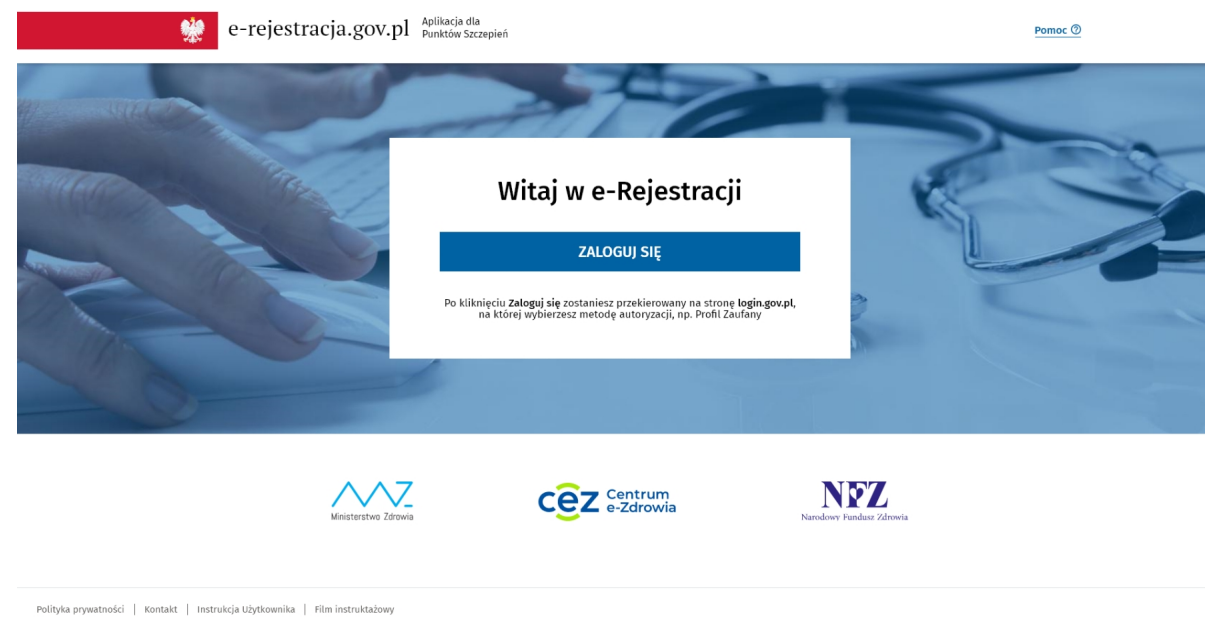 e-rejestracja.gov.pl
Aplikacja dla
Punktów Szczepień
Pomoc
Witaj w e-Rejestracji
ZALOGUJ SIĘ
Po kliknięciu Zaloguj się zostaniesz przekierowany na stronę login.gov.pl,
na której wybierzesz metodę autoryzacji, np. Profil Zaufany
MZ
Ministerstwo Zdrowia
cez Centrum
e-Zdrowia
NFZ
Narodowy Fundusz Zdrowia
Polityka prywatności | Kontakt | Instrukcja Użytkownika | Film instruktażowy